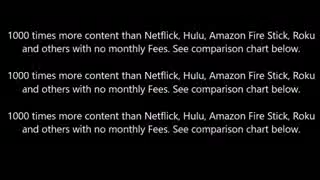 1000 times more content than Netflick, Hulu, Amazon Fire Stick, Roku
and others with no monthly Fees. See comparison chart below.
1000 times more content than Netflick, Hulu, Amazon Fire Stick, Roku
and others with no monthly Fees. See comparison chart below.
1000 times more content than Netflick, Hulu, Amazon Fire Stick, Roku
and others with no monthly Fees. See comparison chart below.